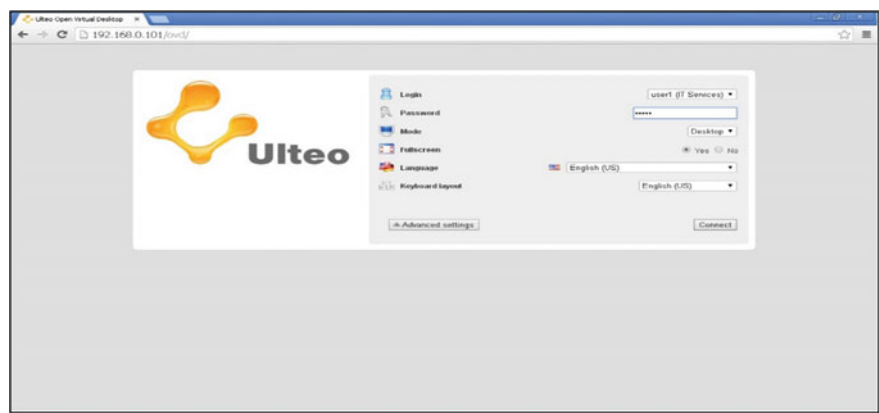 Ulteo Open Virtual Desktop
192.168.0.101/ovd/
Ulteo
Login user1 (IT Services)
Password •••••
Mode Desktop
Fullscreen Yes No
Language English (US)
Keyboard layout English (US)
Advanced settings Connect